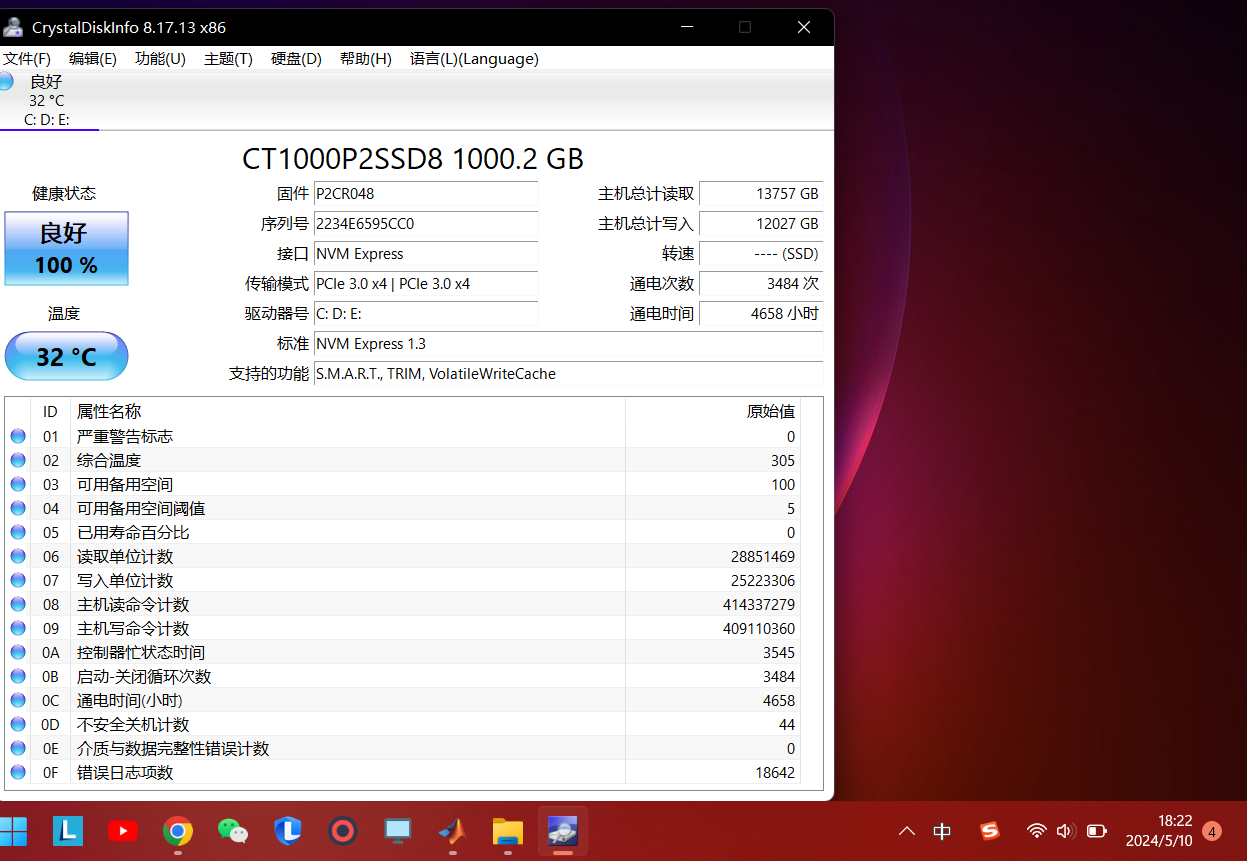 CrystalDiskInfo 8.17.13 x86
文件(F) 编辑(E) 功能(U) 主题(T) 硬盘(D) 帮助(H) 语言(L)(Language)
良好
32 °C
C: D: E:
CT1000P2SSD8 1000.2 GB
健康状态
良好
100 %
温度
32 °C
固件 P2CR048 主机总计读取 13757 GB
序列号 2234E6595CC0 主机总计写入 12027 GB
接口 NVM Express 转速 ---- (SSD)
传输模式 PCIe 3.0 x4 | PCIe 3.0 x4 通电次数 3484 次
驱动器号 C: D: E: 通电时间 4658 小时
标准 NVM Express 1.3
支持的功能 S.M.A.R.T., TRIM, VolatileWriteCache
ID 属性名称 原始值
01 严重警告标志 0
02 综合温度 305
03 可用备用空间 100
04 可用备用空间阈值 5
05 已用寿命百分比 0
06 读取单位计数 28851469
07 写入单位计数 25223306
08 主机读命令计数 414337279
09 主机写命令计数 409110360
0A 控制器忙状态时间 3545
0B 启动-关闭循环次数 3484
0C 通电时间(小时) 4658
0D 不安全关机计数 44
0E 介质与数据完整性错误计数 0
0F 错误日志项数 18642
L
中
S
18:22
2024/5/10
4